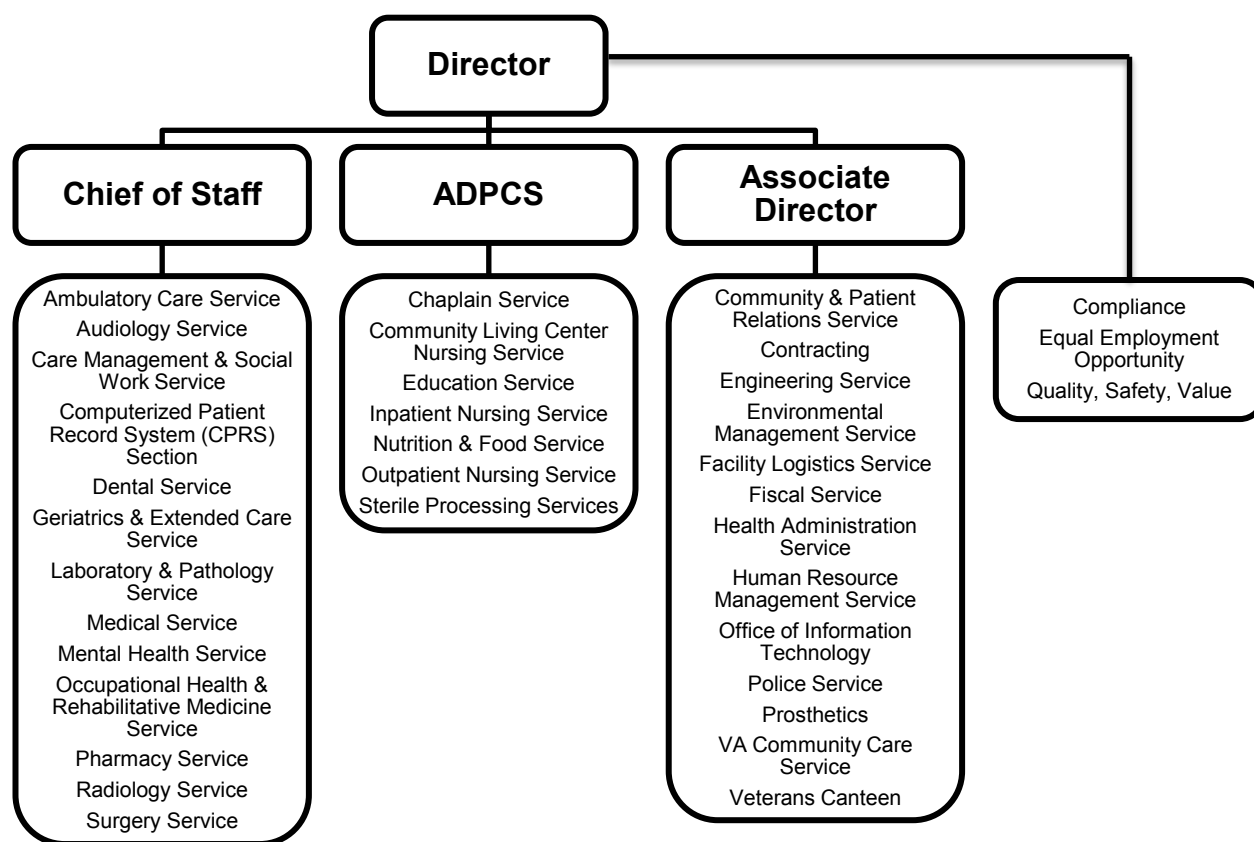 Director
Chief of Staff
ADPCS
Associate
Director
Ambulatory Care Service
Audiology Service
Care Management & Social
Work Service
Computerized Patient
Record System (CPRS)
Section
Dental Service
Geriatrics & Extended Care
Service
Laboratory & Pathology
Service
Medical Service
Mental Health Service
Occupational Health &
Rehabilitative Medicine
Service
Pharmacy Service
Radiology Service
Surgery Service
Chaplain Service
Community Living Center
Nursing Service
Education Service
Inpatient Nursing Service
Nutrition & Food Service
Outpatient Nursing Service
Sterile Processing Services
Community & Patient
Relations Service
Contracting
Engineering Service
Environmental
Management Service
Facility Logistics Service
Fiscal Service
Health Administration
Service
Human Resource
Management Service
Office of Information
Technology
Police Service
Prosthetics
VA Community Care
Service
Veterans Canteen
Compliance
Equal Employment
Opportunity
Quality, Safety, Value